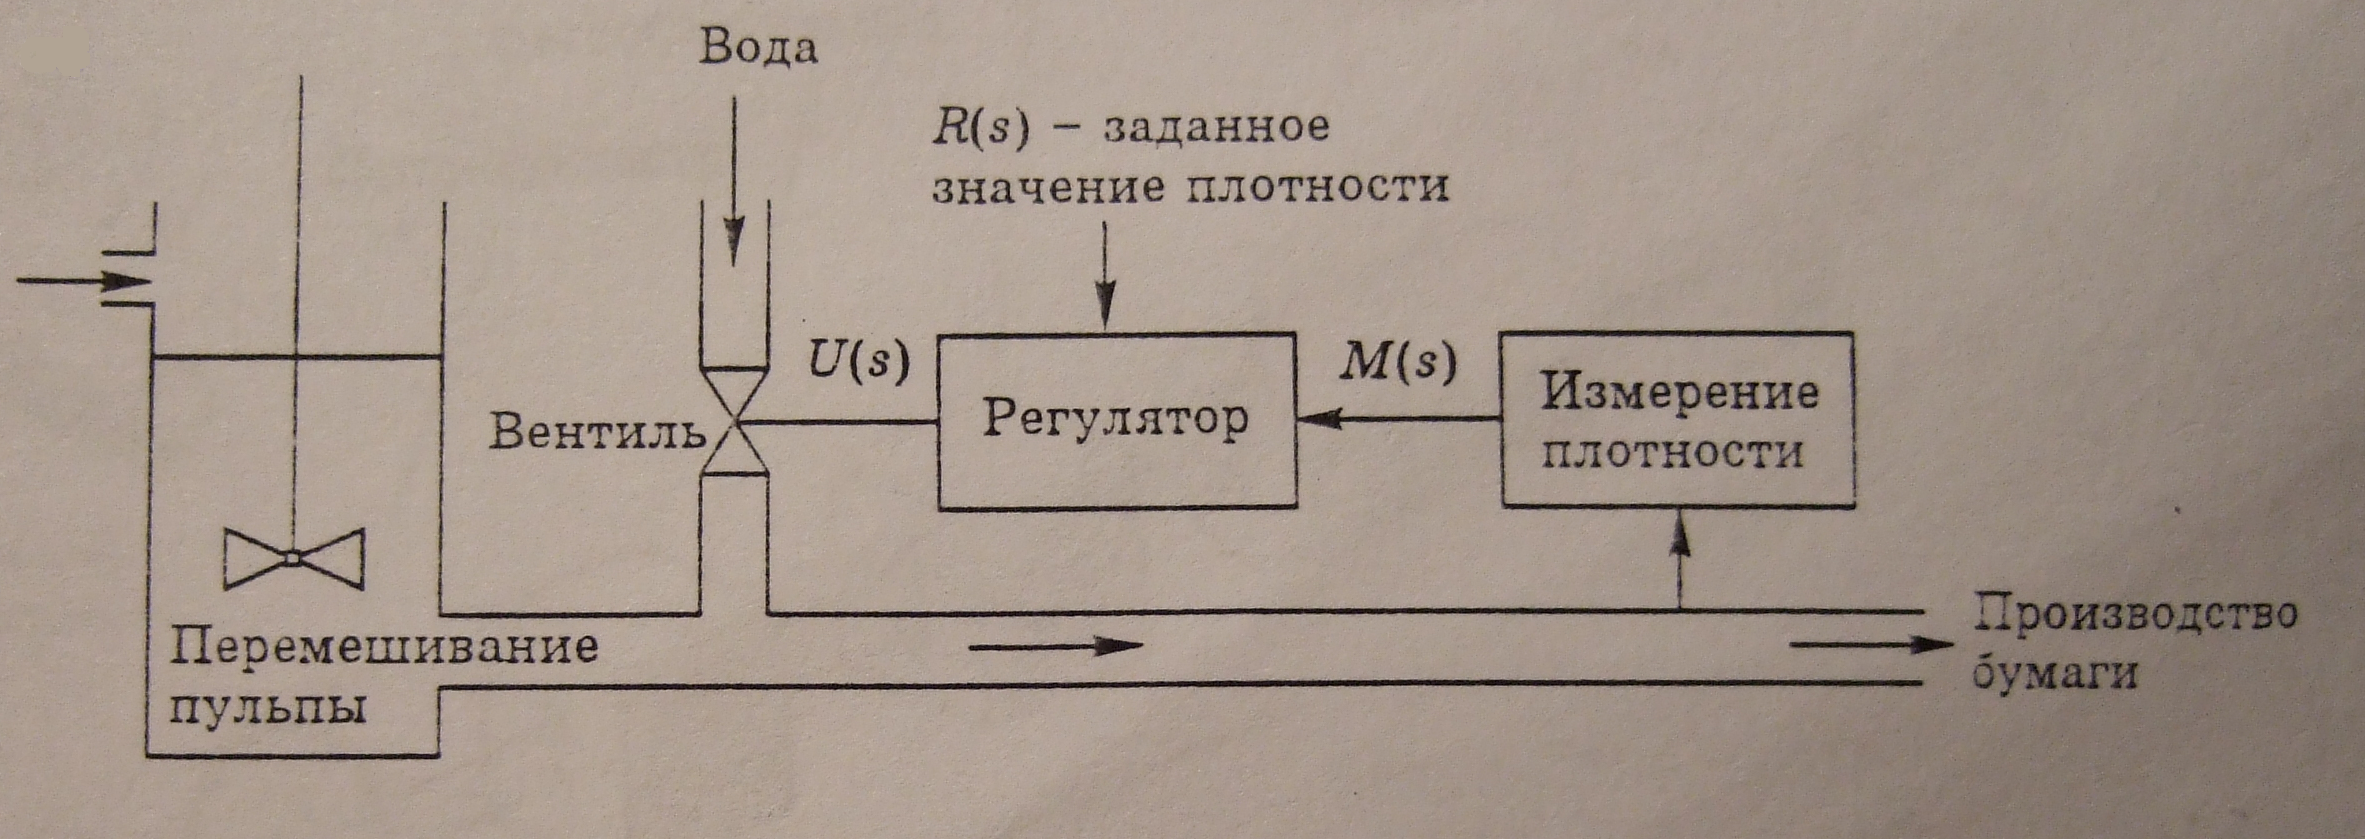 Вода
R(s) – заданное
значение плотности
U(s)
M(s)
Вентиль
Регулятор
Измерение
плотности
Перемешивание
пульпы
Производство
бумаги